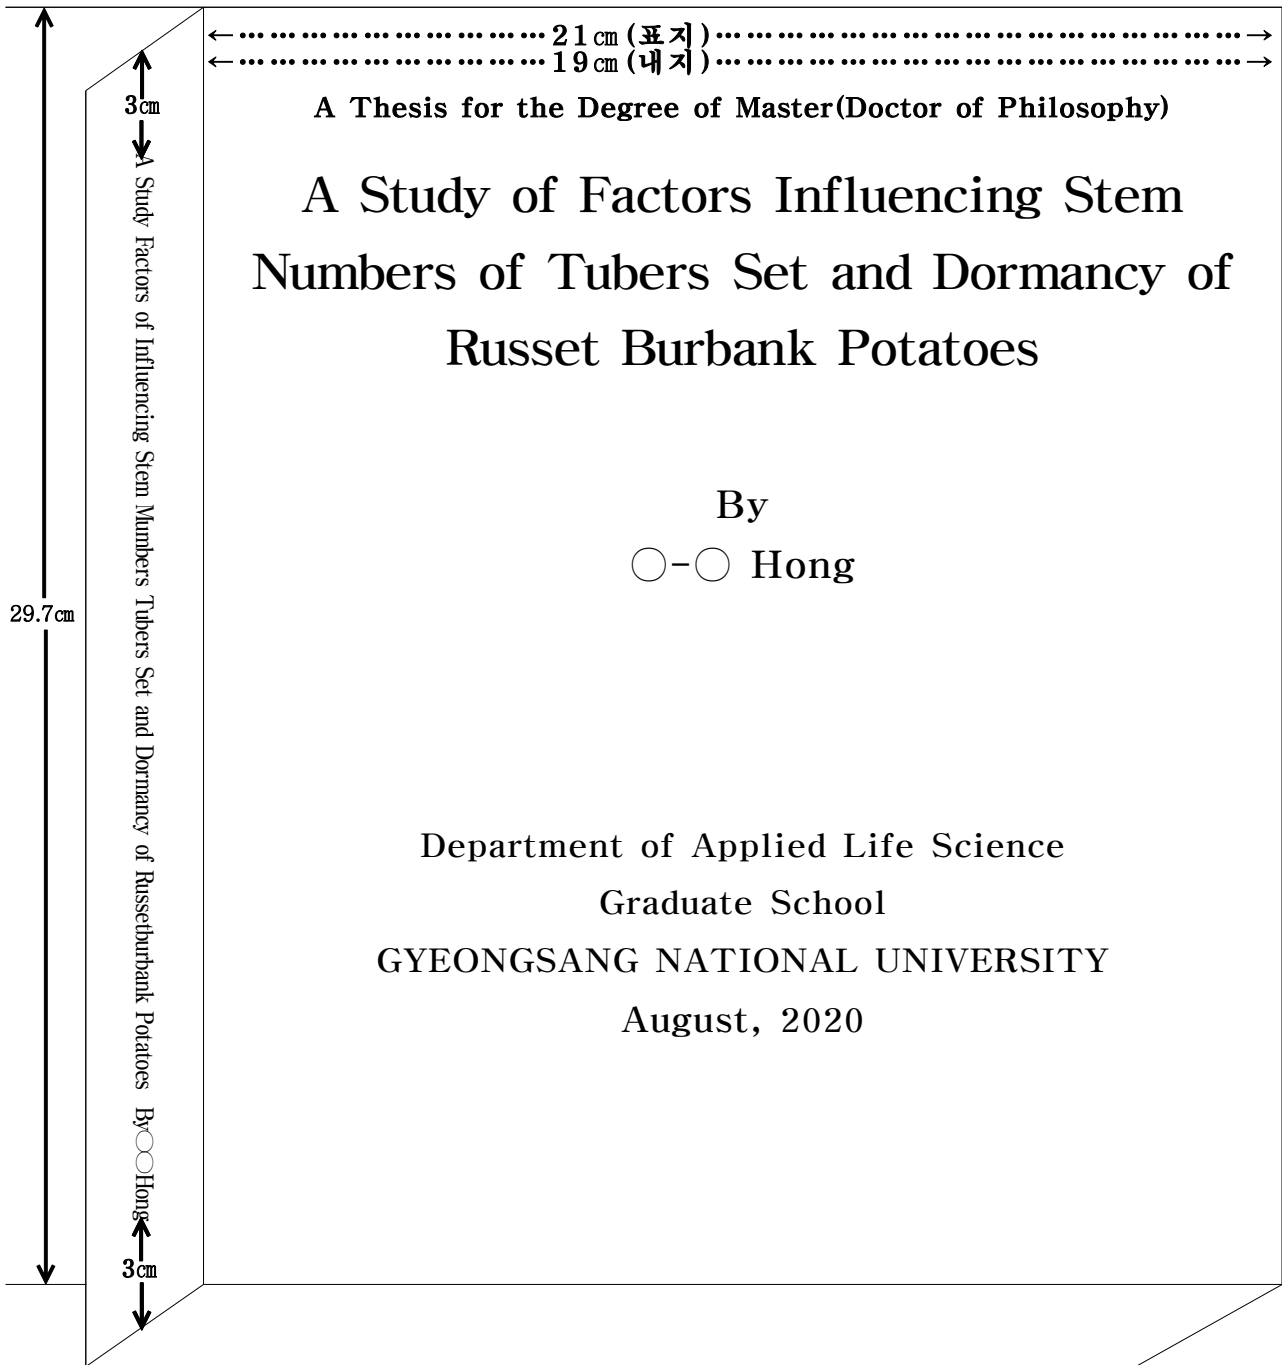 ←⋯⋯⋯⋯⋯⋯⋯⋯⋯⋯21㎝(표지)⋯⋯⋯⋯⋯⋯⋯⋯⋯⋯⋯⋯⋯⋯⋯⋯⋯→
←⋯⋯⋯⋯⋯⋯⋯⋯⋯⋯19㎝(내지)⋯⋯⋯⋯⋯⋯⋯⋯⋯⋯⋯⋯⋯⋯⋯⋯⋯→
3㎝
A Thesis for the Degree of Master(Doctor of Philosophy)
A Study of Factors Influencing Stem
Numbers of Tubers Set and Dormancy of
Russet Burbank Potatoes
By
○-○ Hong
29.7㎝
A Study Factors of Influencing Stem Mumbers Tubers Set and Dormancy of Russetburbank Potatoes By○○Hong
Department of Applied Life Science
Graduate School
GYEONGSANG NATIONAL UNIVERSITY
August, 2020
3㎝